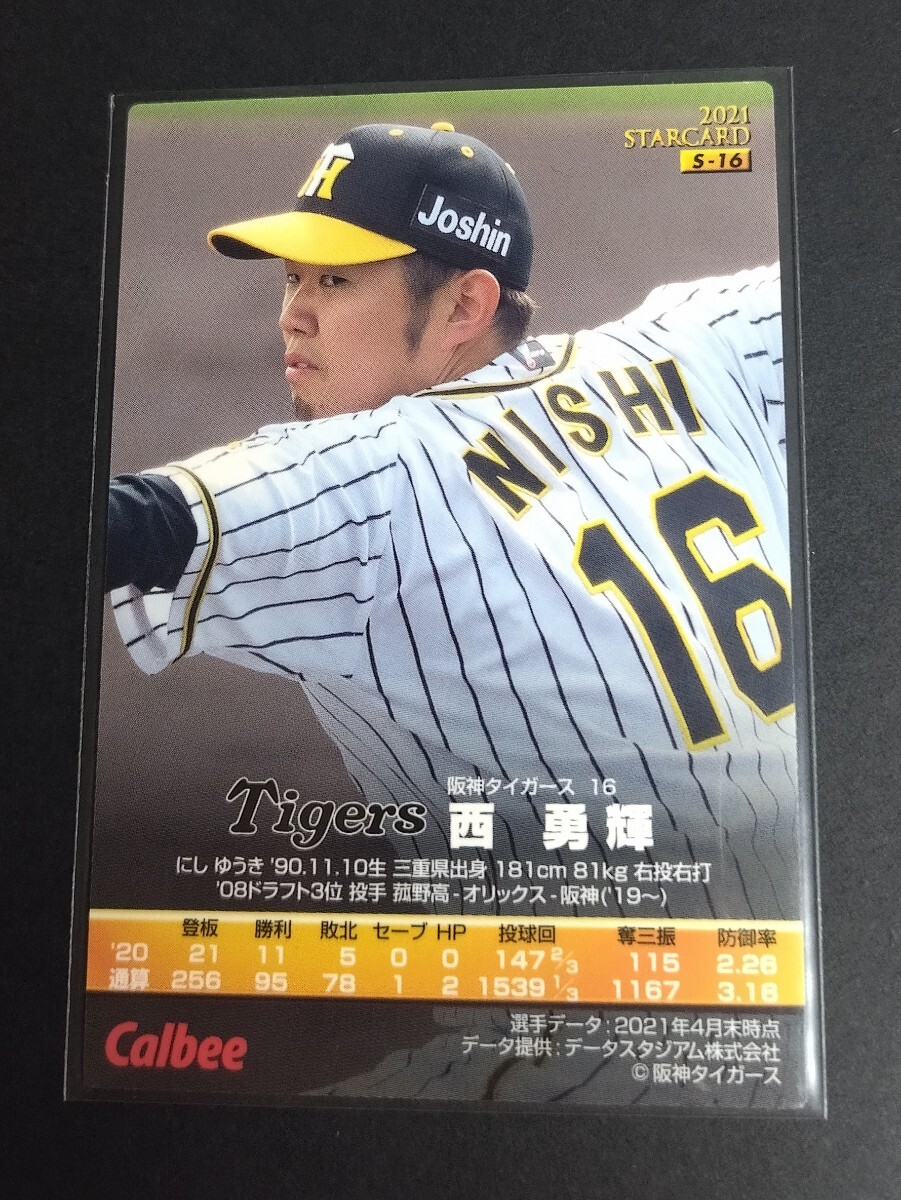 2021
STARCARD
S-16
TH
Joshin
NISHI
16
Tigers
阪神タイガース 16
西 勇輝
にし ゆうき '90.11.10生 三重県出身 181cm 81kg 右投右打
'08ドラフト3位 投手 菰野高-オリックス-阪神('19〜)
登板 勝利 敗北 セーブ HP 投球回 奪三振 防御率
'20 21 11 5 0 0 147 2/3 115 2.26
通算 256 95 78 1 2 1539 1/3 1167 3.16
Calbee
選手データ:2021年4月末時点
データ提供:データスタジアム株式会社
©阪神タイガース